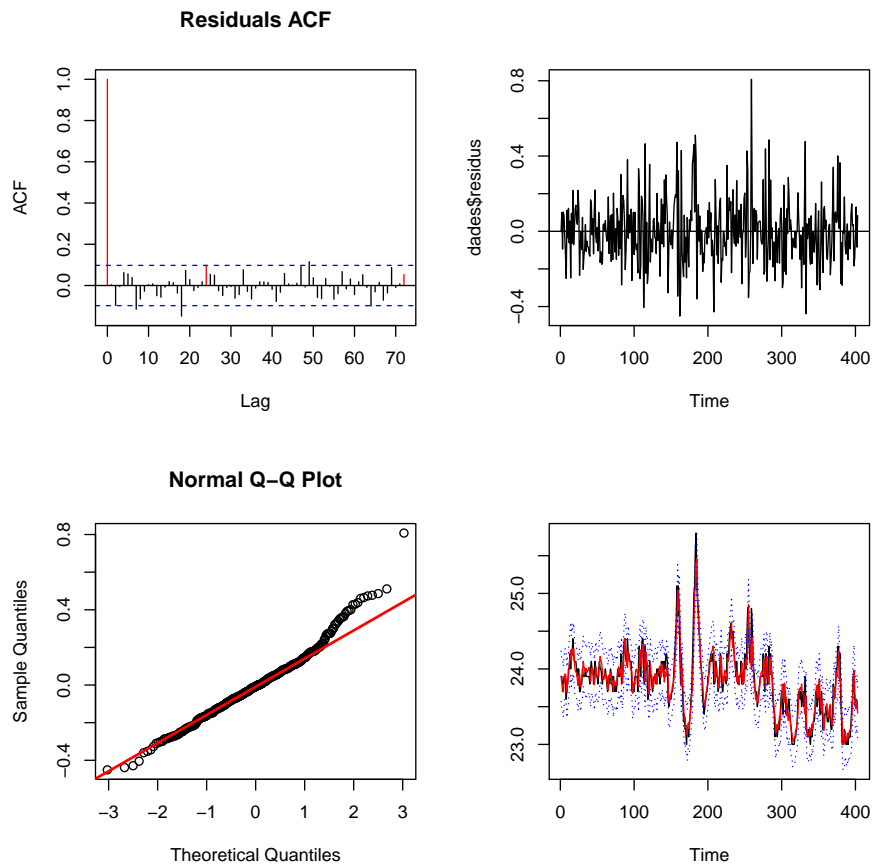 Residuals ACF
ACF
0.0 0.2 0.4 0.6 0.8 1.0
0 10 20 30 40 50 60 70
Lag
dades$residus
−0.4 0.0 0.4 0.8
0 100 200 300 400
Time
Normal Q−Q Plot
Sample Quantiles
−0.4 0.0 0.4 0.8
−3 −2 −1 0 1 2 3
Theoretical Quantiles
23.0 24.0 25.0
0 100 200 300 400
Time